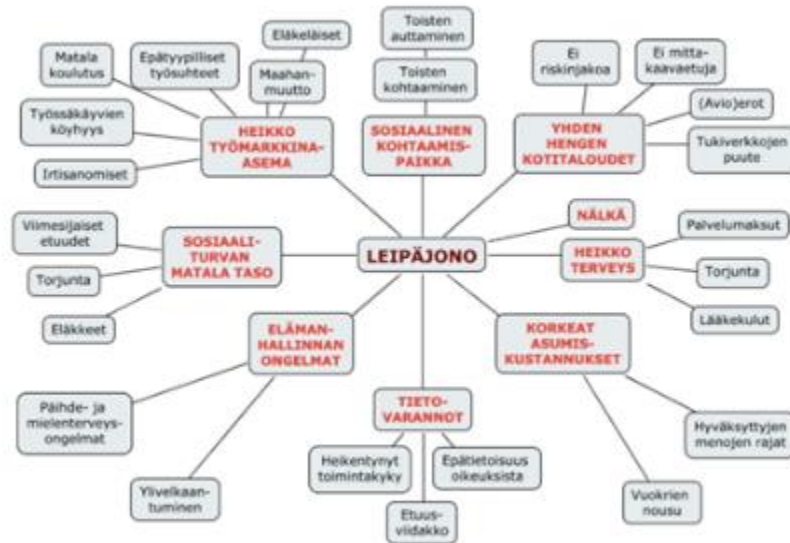 Matala
koulutus
Epätyypilliset
työsuhteet
Eläkeläiset
Maahan-
muutto
Työssäkäyvien
köyhyys
Irtisanomiset
HEIKKO
TYÖMARKKINA-
ASEMA
Toisten
auttaminen
Toisten
kohtaaminen
SOSIAALINEN
KOHTAAMIS-
PAIKKA
Ei
riskinjakoa
Ei mitta-
kaavaetuja
(Avio)erot
Tukiverkkojen
puute
YHDEN
HENGEN
KOTITALOUDET
NÄLKÄ
LEIPÄJONO
Viimesijaiset
etuudet
Torjunta
Eläkkeet
SOSIAALI-
TURVAN
MATALA TASO
HEIKKO
TERVEYS
Palvelumaksut
Torjunta
Lääkekulut
ELÄMÄN-
HALLINNAN
ONGELMAT
Päihde- ja
mielenterveys-
ongelmat
Ylivelkaan-
tuminen
TIETO-
VARANNOT
Heikentynyt
toimintakyky
Etuus-
viidakko
Epätietoisuus
oikeuksista
KORKEAT
ASUMIS-
KUSTANNUKSET
Hyväksyttyjen
menojen rajat
Vuokrien
nousu